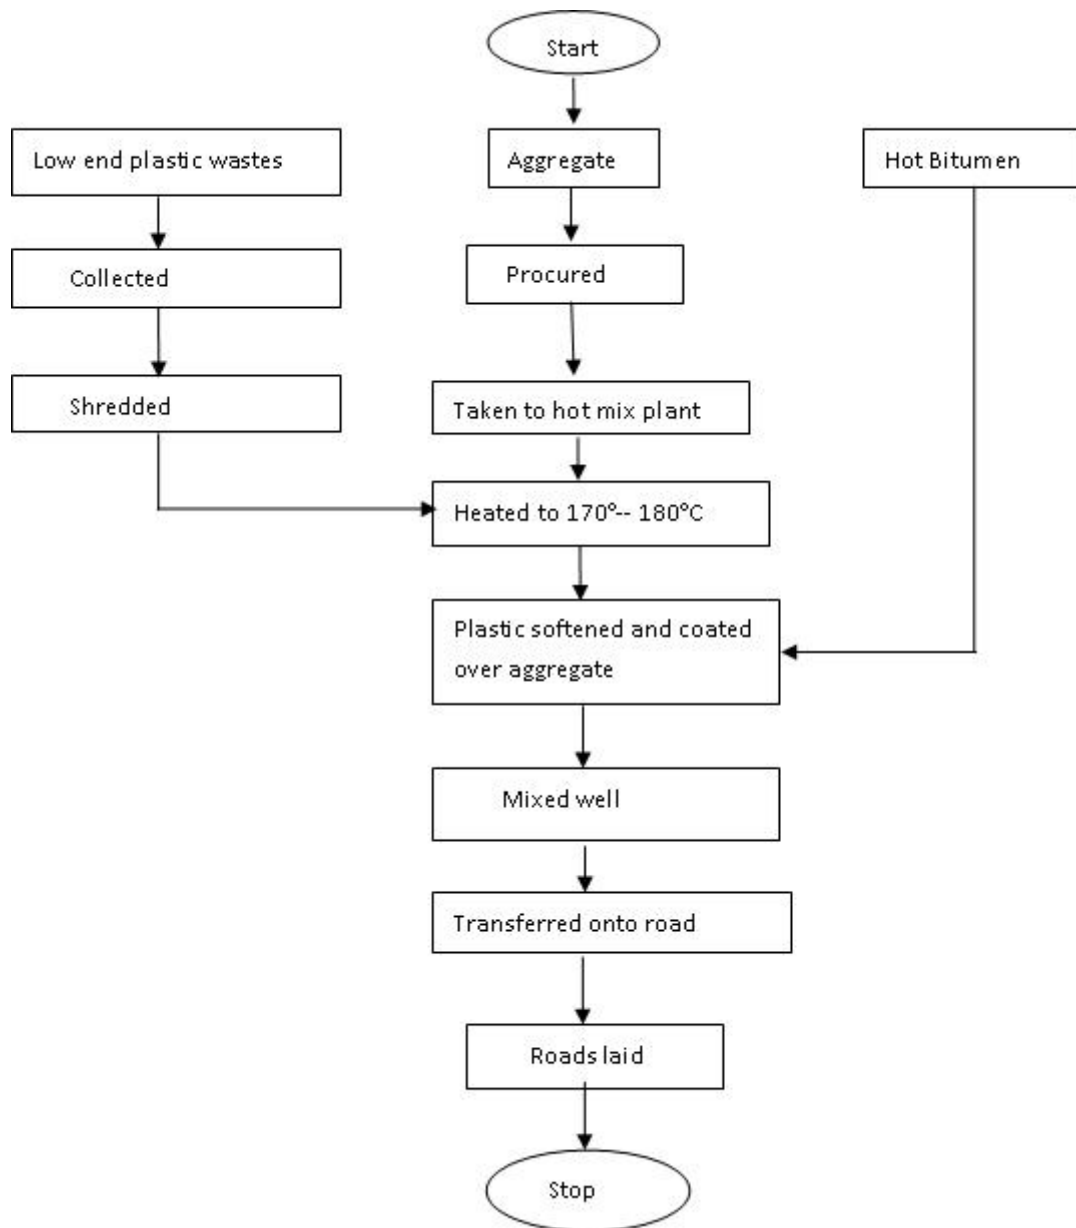 Start
Low end plastic wastes
Aggregate
Hot Bitumen
Collected
Procured
Shredded
Taken to hot mix plant
Heated to 170°-- 180°C
Plastic softened and coated
over aggregate
Mixed well
Transferred onto road
Roads laid
Stop